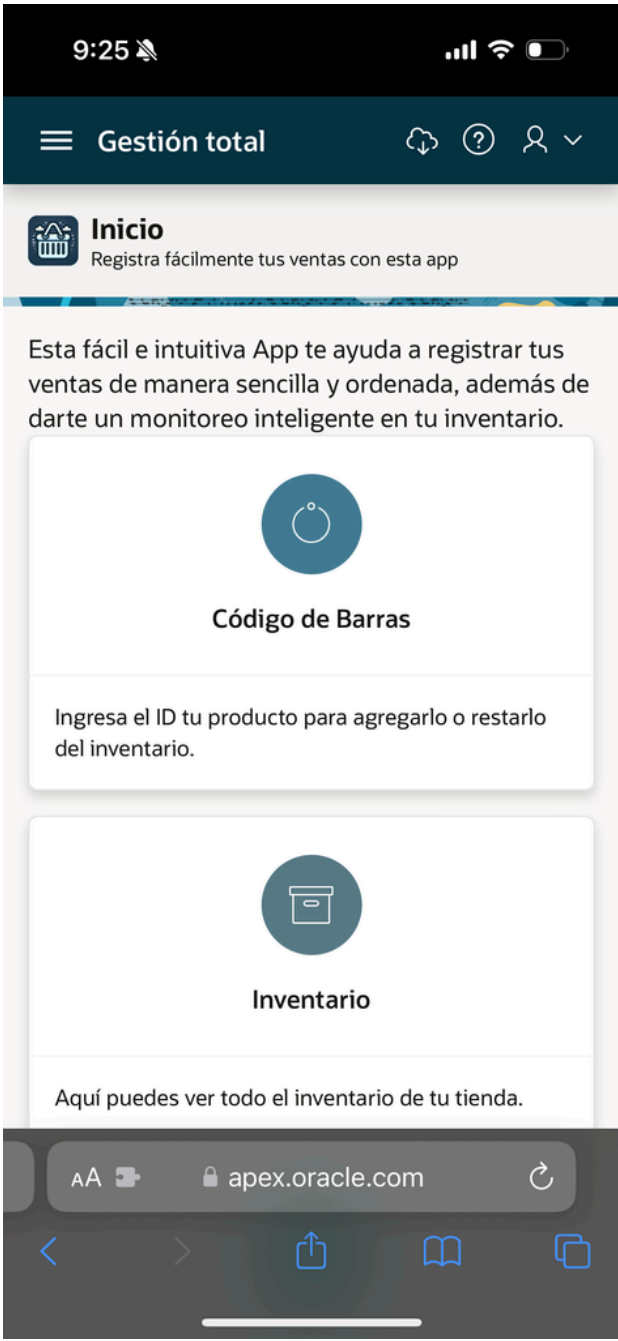 9:25
Gestión total
Inicio
Registra fácilmente tus ventas con esta app
Esta fácil e intuitiva App te ayuda a registrar tus
ventas de manera sencilla y ordenada, además de
darte un monitoreo inteligente en tu inventario.
Código de Barras
Ingresa el ID tu producto para agregarlo o restarlo
del inventario.
Inventario
Aquí puedes ver todo el inventario de tu tienda.
AA apex.oracle.com